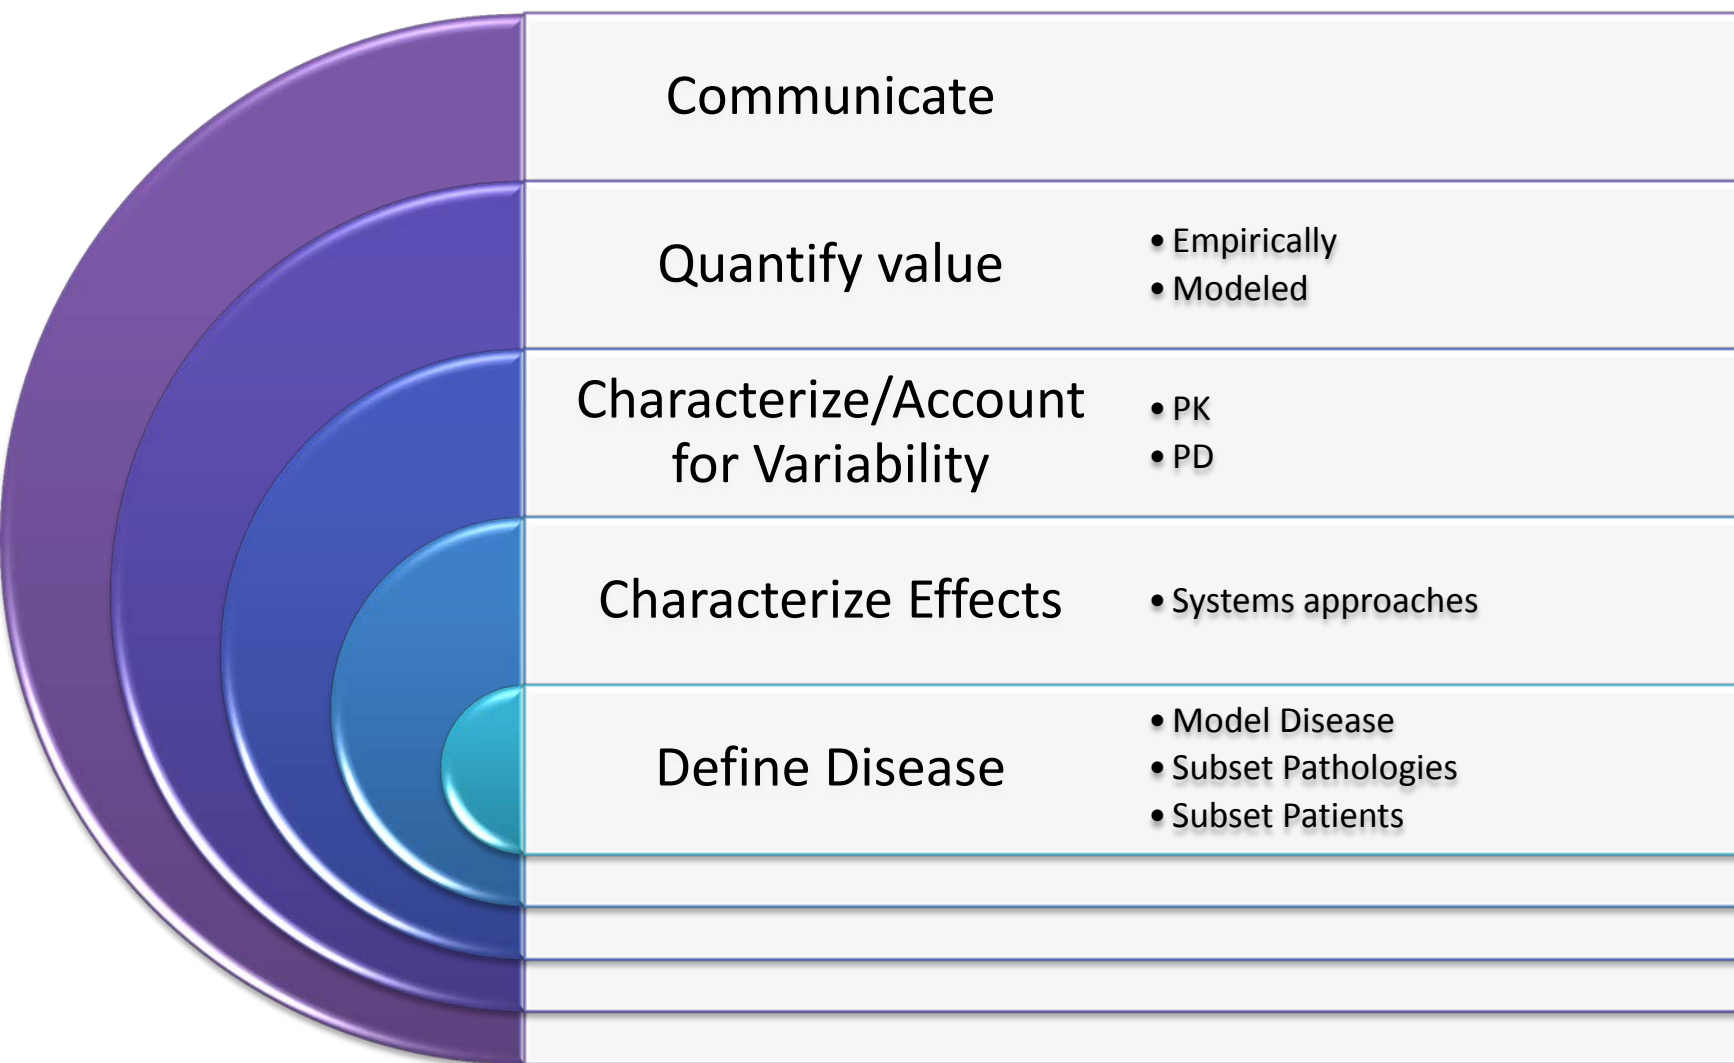 Communicate
Quantify value
• Empirically
• Modeled
Characterize/Account
for Variability
• PK
• PD
Characterize Effects
• Systems approaches
Define Disease
• Model Disease
• Subset Pathologies
• Subset Patients